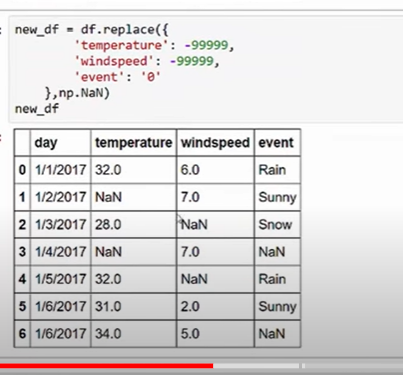 new_df = df.replace({
'temperature': -99999,
'windspeed': -99999,
'event': '0'
},np.NaN)
new_df
day temperature windspeed event
0 1/1/2017 32.0 6.0 Rain
1 1/2/2017 NaN 7.0 Sunny
2 1/3/2017 28.0 NaN Snow
3 1/4/2017 NaN 7.0 NaN
4 1/5/2017 32.0 NaN Rain
5 1/6/2017 31.0 2.0 Sunny
6 1/6/2017 34.0 5.0 NaN